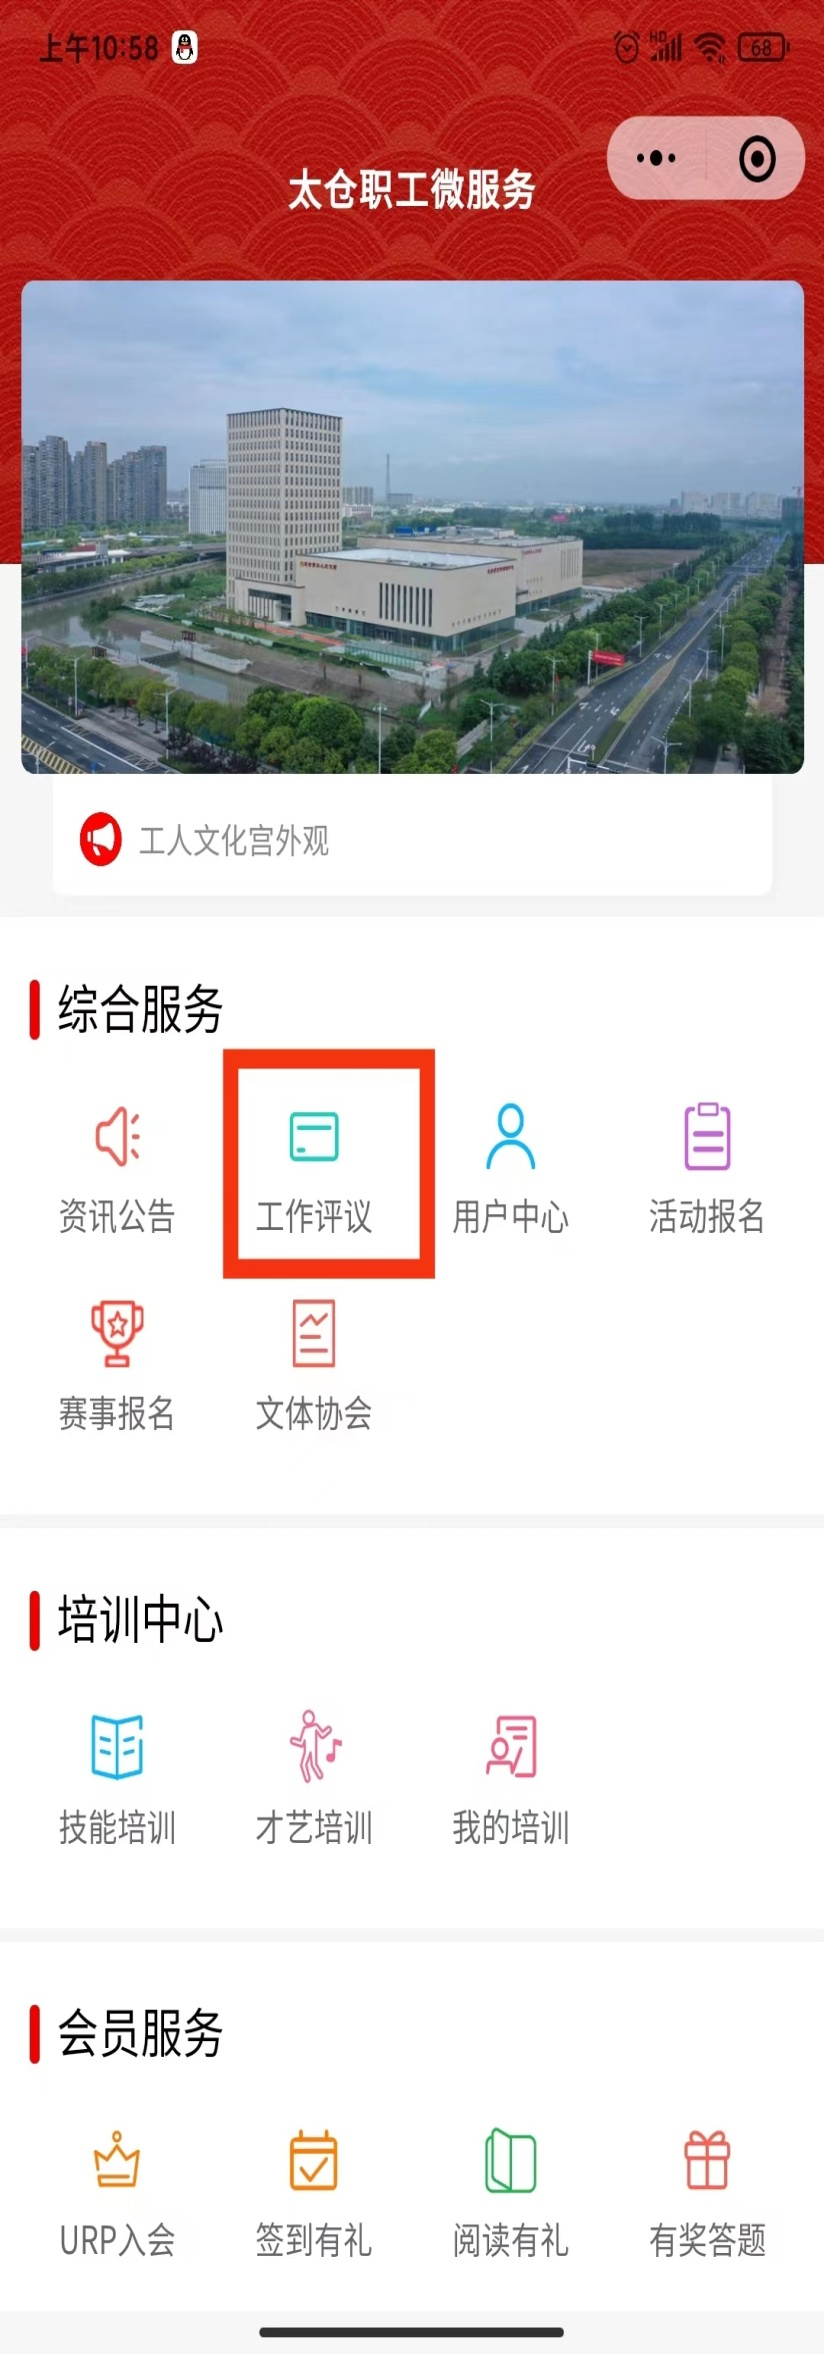 上午10:58
HD
68
太仓职工微服务
工人文化宫外观
综合服务
资讯公告 工作评议 用户中心 活动报名
赛事报名 文体协会
培训中心
技能培训 才艺培训 我的培训
会员服务
URP入会 签到有礼 阅读有礼 有奖答题